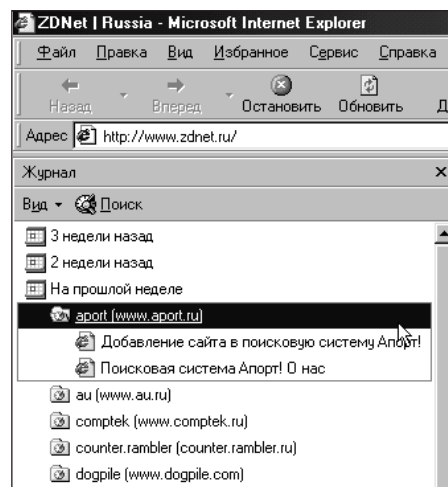 ZDNet | Russia - Microsoft Internet Explorer
Файл Правка Вид Избранное Сервис Справка
Назад Вперед Остановить Обновить Д
Адрес http://www.zdnet.ru/
Журнал
Вид Поиск
3 недели назад
2 недели назад
На прошлой неделе
aport (www.aport.ru)
Добавление сайта в поисковую систему Апорт!
Поисковая система Апорт! О нас
au (www.au.ru)
comptek (www.comptek.ru)
counter.rambler (counter.rambler.ru)
dogpile (www.dogpile.com)